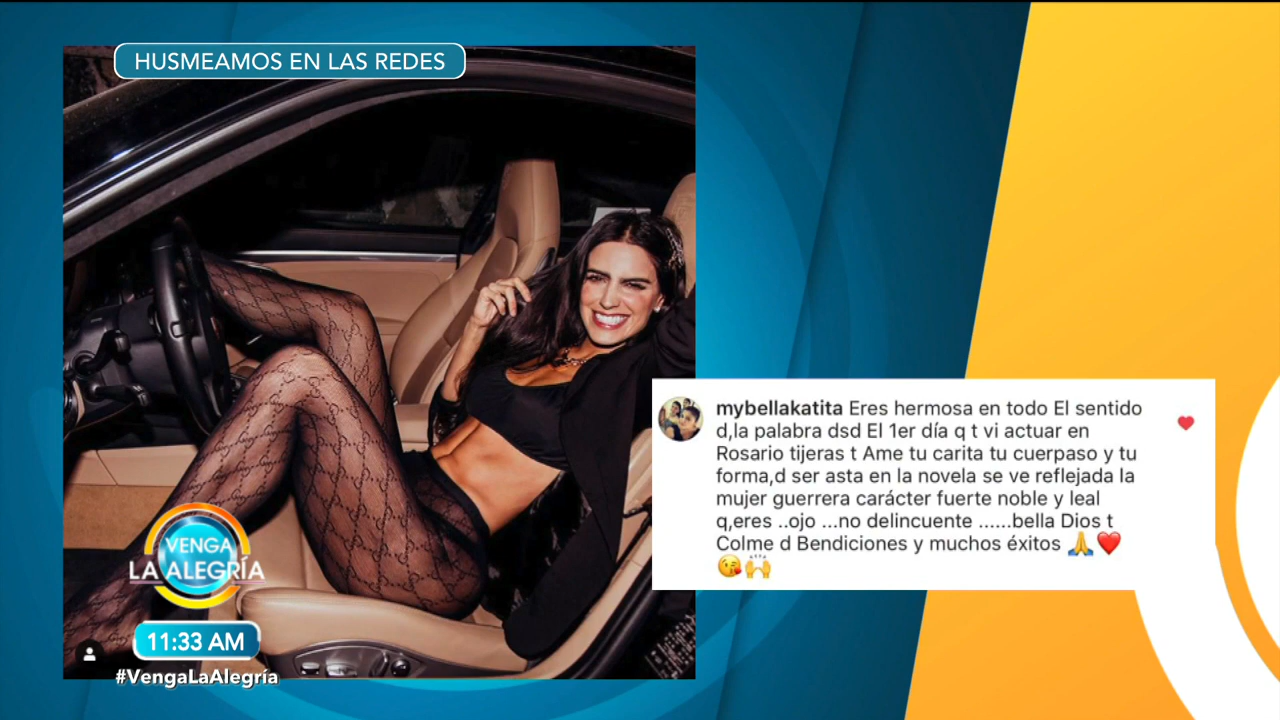 HUSMEAMOS EN LAS REDES
mybellakatita Eres hermosa en todo El sentido
d,la palabra dsd El 1er día q t vi actuar en
Rosario tijeras t Ame tu carita tu cuerpaso y tu
forma,d ser asta en la novela se ve reflejada la
mujer guerrera carácter fuerte noble y leal
q,eres ..ojo ...no delincuente ......bella Dios t
Colme d Bendiciones y muchos éxitos 🙏❤️
😘🙌
VENGA
LA ALEGRÍA
11:33 AM
#VengaLaAlegría